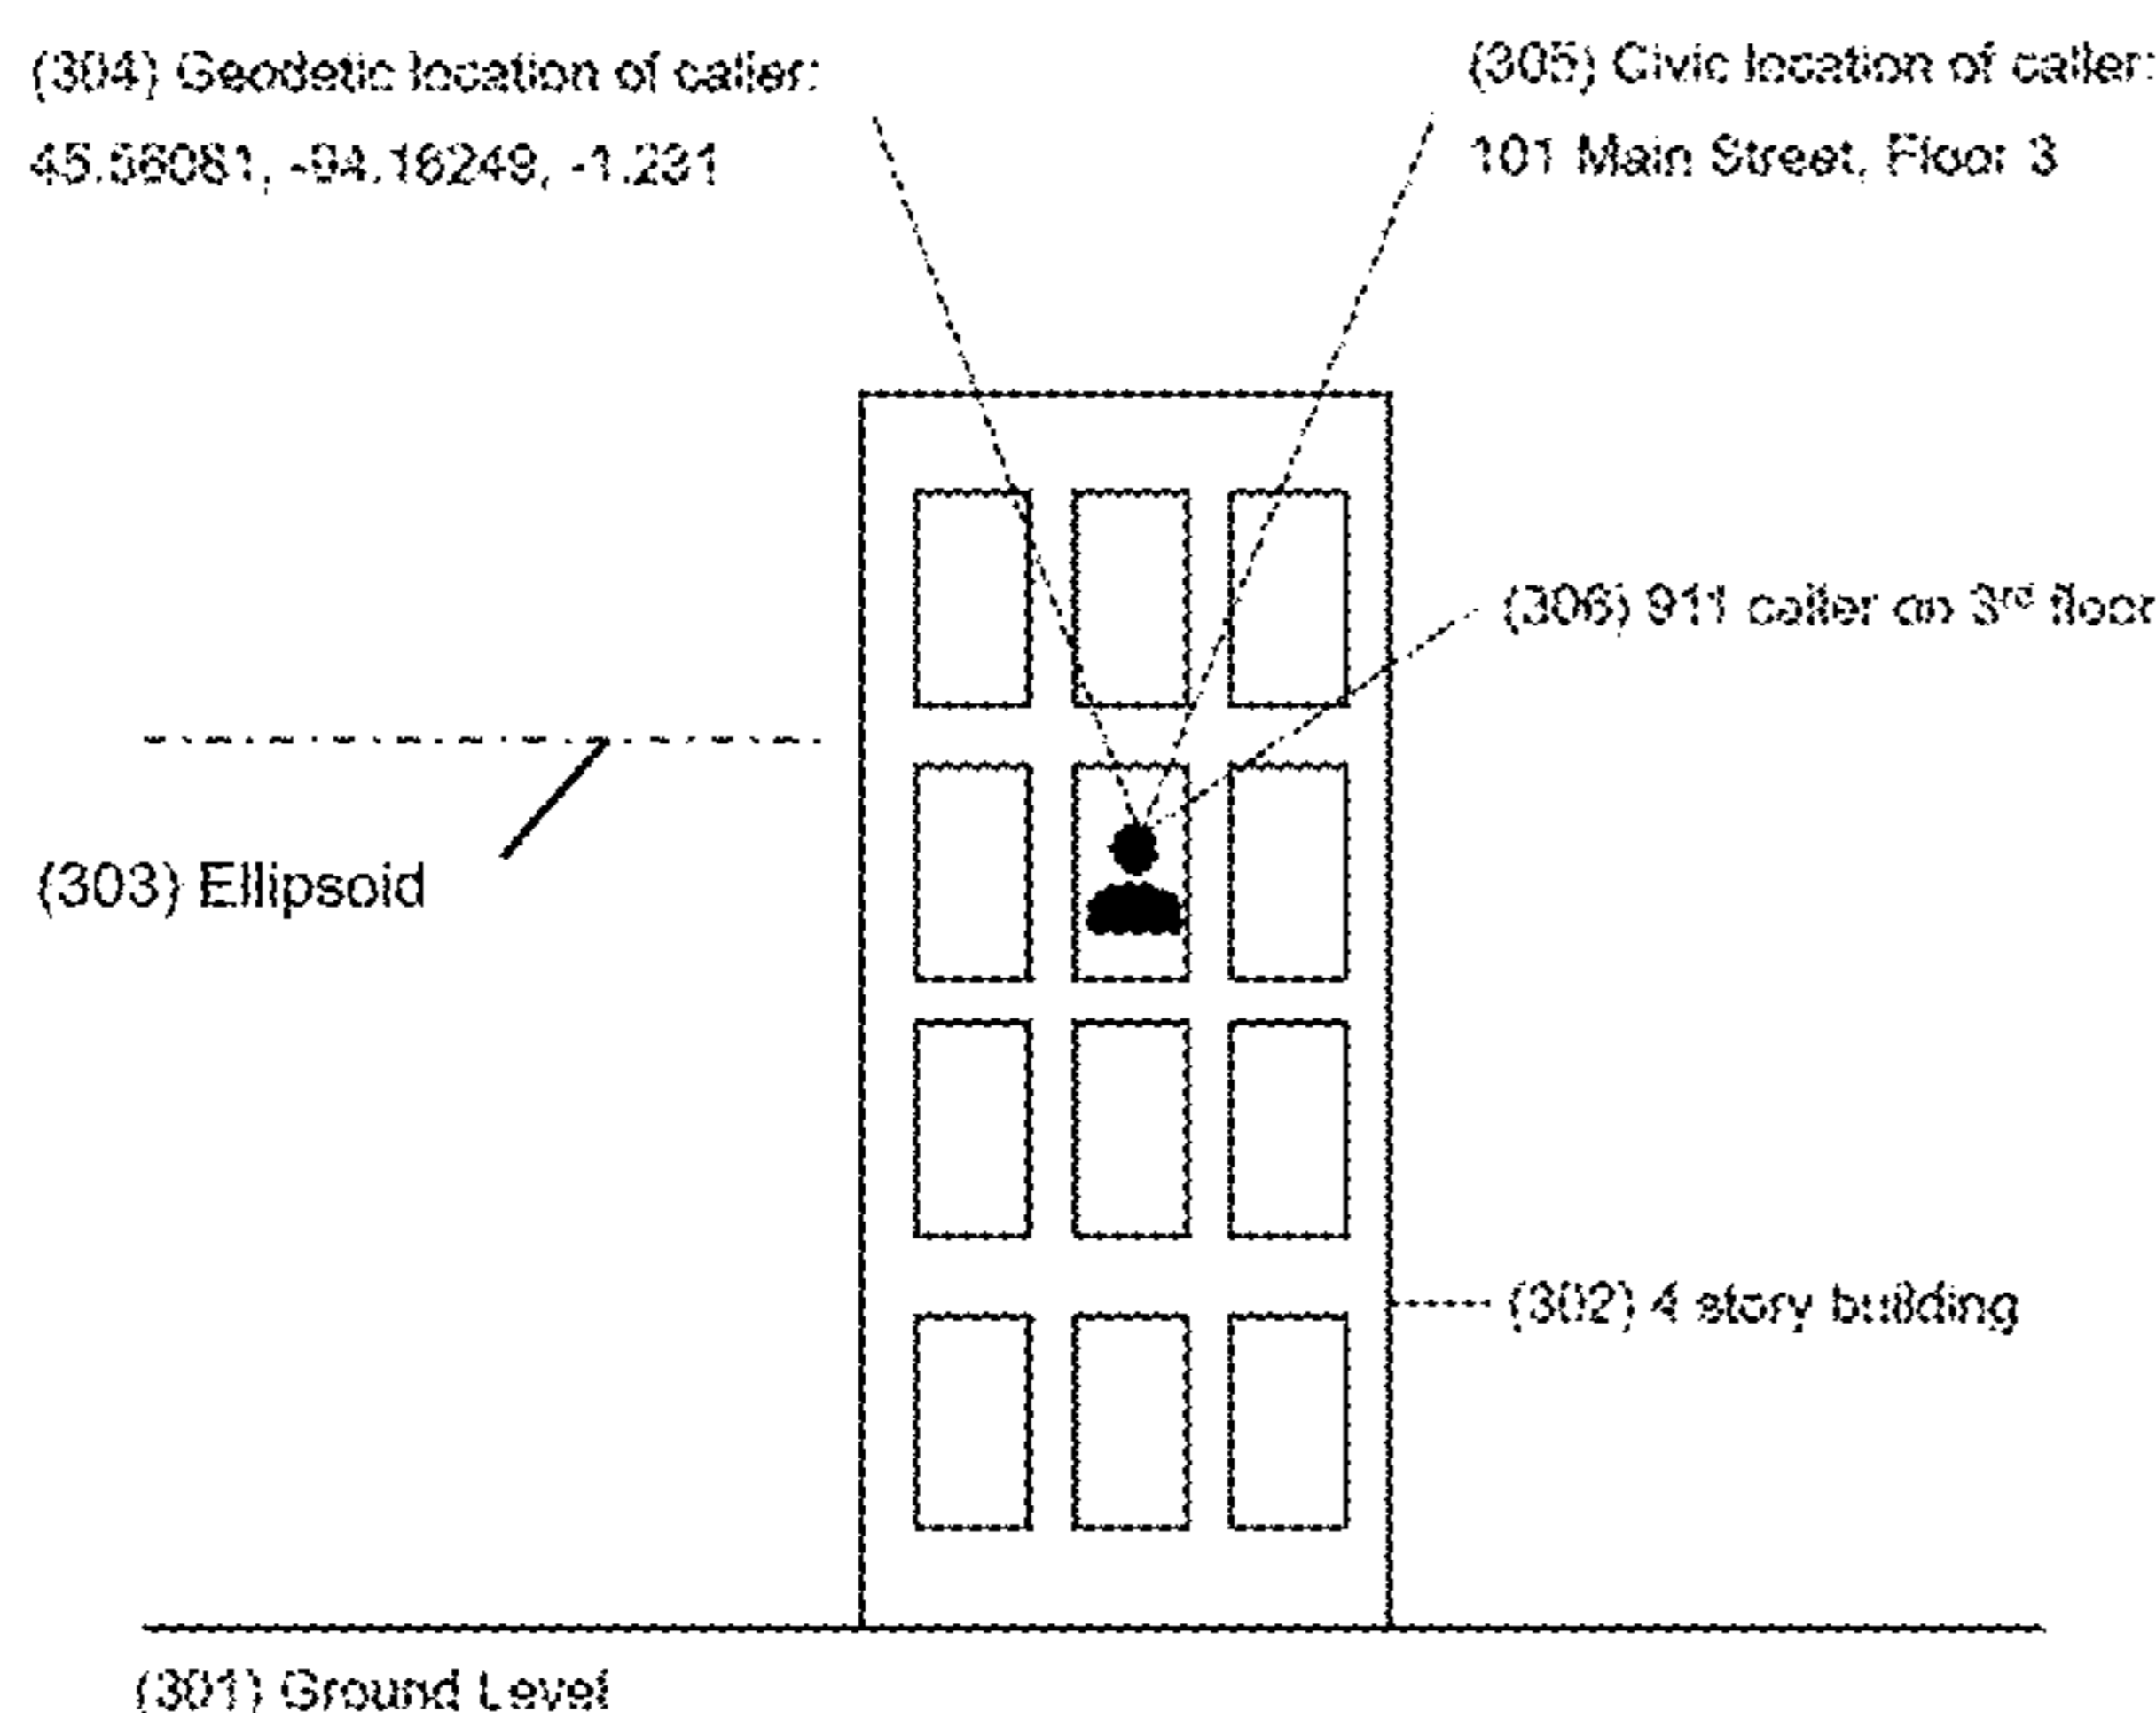 (304) Geodetic location of caller:
45.56081, -94.16249, -1.231
(305) Civic location of caller:
101 Main Street, Floor 3
(306) 911 caller on 3rd floor
(303) Ellipsoid
(302) 4 story building
(301) Ground Level